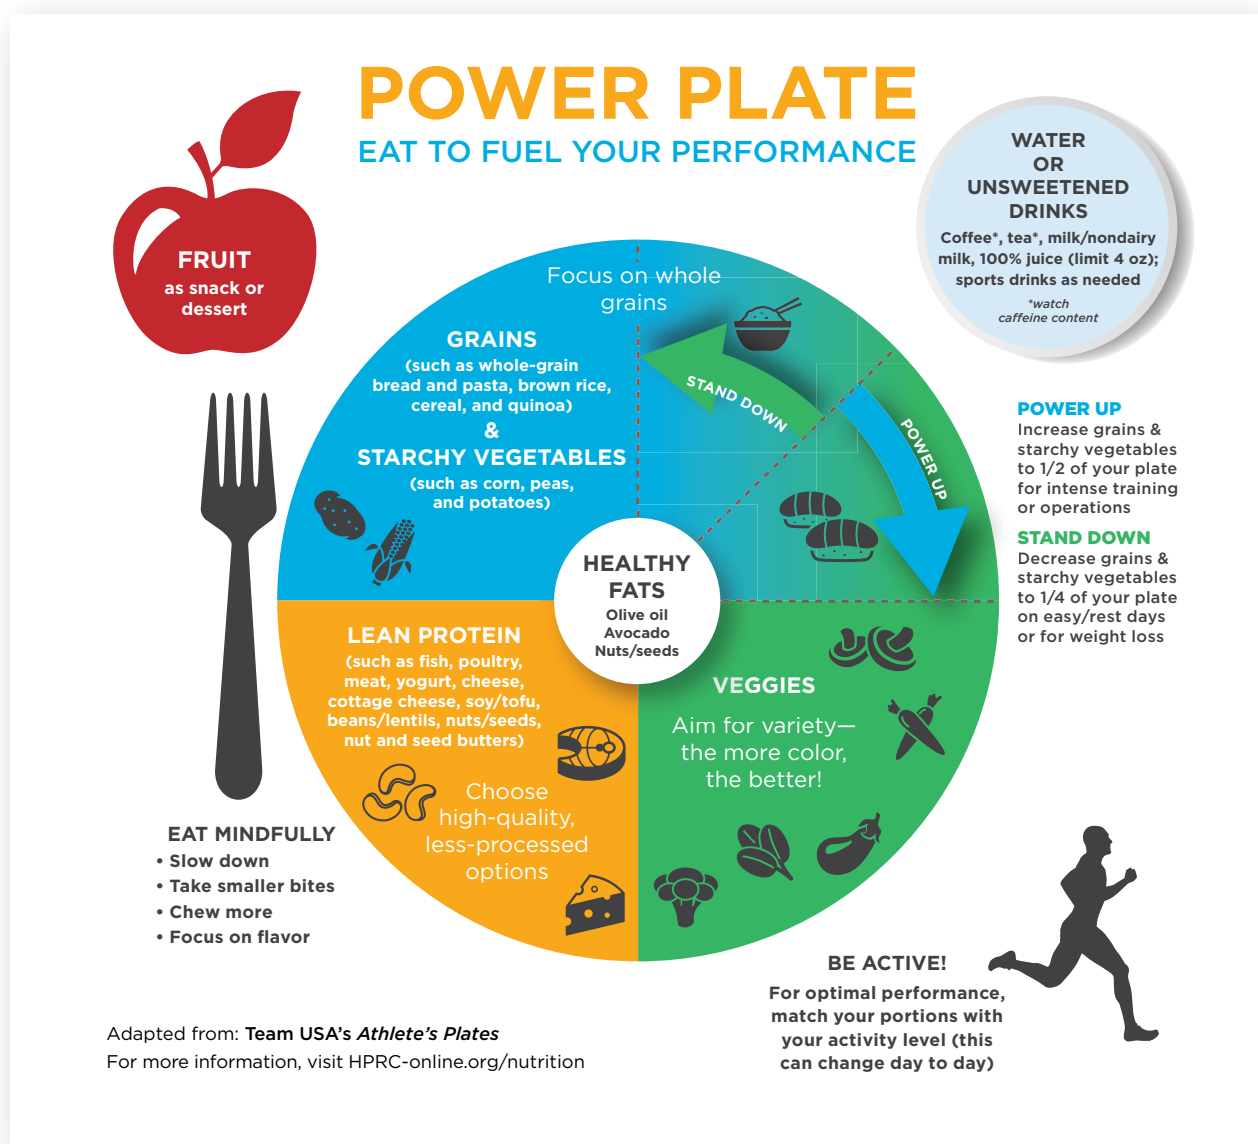 POWER PLATE
EAT TO FUEL YOUR PERFORMANCE
FRUIT
as snack or
dessert
WATER
OR
UNSWEETENED
DRINKS
Coffee*, tea*, milk/nondairy
milk, 100% juice (limit 4 oz);
sports drinks as needed
*watch
caffeine content
Focus on whole
grains
GRAINS
(such as whole-grain
bread and pasta, brown rice,
cereal, and quinoa)
&
STARCHY VEGETABLES
(such as corn, peas,
and potatoes)
STAND DOWN
POWER UP
POWER UP
Increase grains &
starchy vegetables
to 1/2 of your plate
for intense training
or operations
STAND DOWN
Decrease grains &
starchy vegetables
to 1/4 of your plate
on easy/rest days
or for weight loss
HEALTHY
FATS
Olive oil
Avocado
Nuts/seeds
LEAN PROTEIN
(such as fish, poultry,
meat, yogurt, cheese,
cottage cheese, soy/tofu,
beans/lentils, nuts/seeds,
nut and seed butters)
Choose
high-quality,
less-processed
options
VEGGIES
Aim for variety—
the more color,
the better!
EAT MINDFULLY
• Slow down
• Take smaller bites
• Chew more
• Focus on flavor
BE ACTIVE!
For optimal performance,
match your portions with
your activity level (this
can change day to day)
Adapted from: Team USA's Athlete's Plates
For more information, visit HPRC-online.org/nutrition